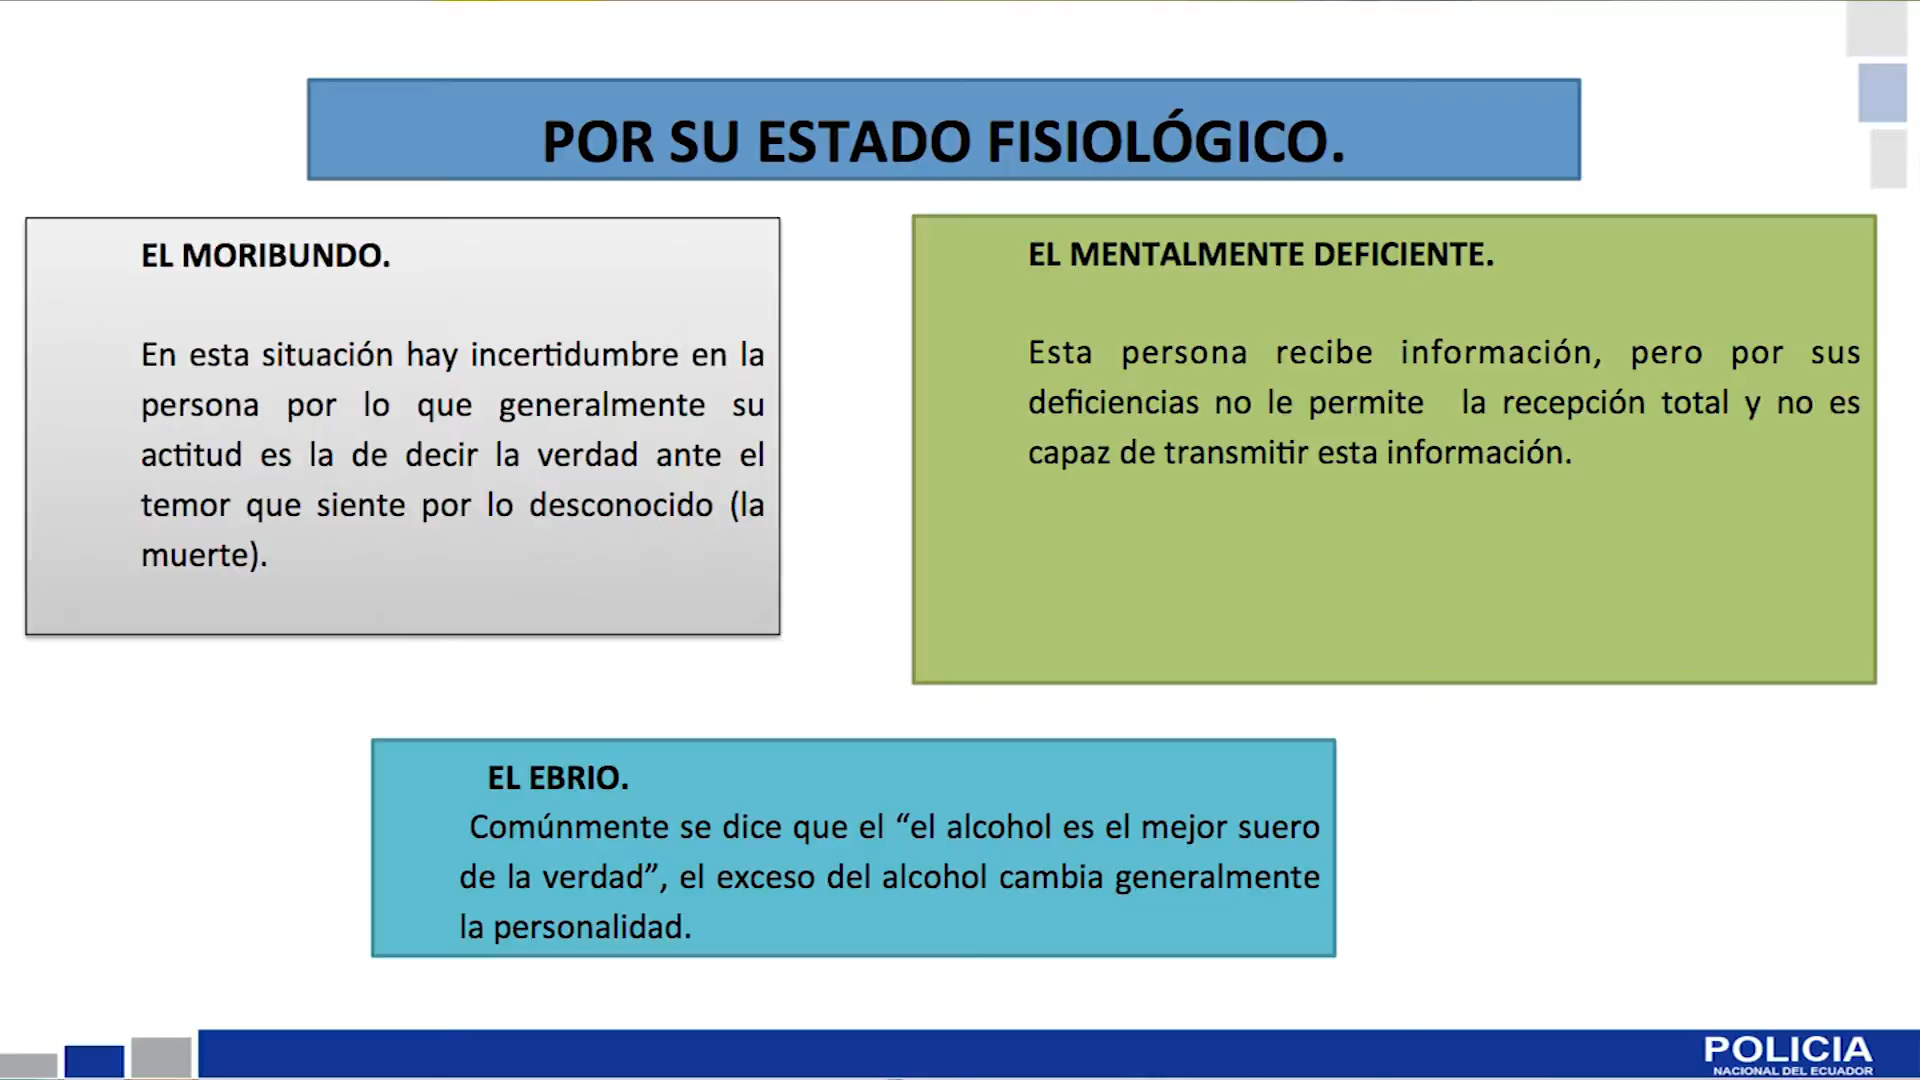 POR SU ESTADO FISIOLÓGICO.
EL MORIBUNDO.
En esta situación hay incertidumbre en la
persona por lo que generalmente su
actitud es la de decir la verdad ante el
temor que siente por lo desconocido (la
muerte).
EL MENTALMENTE DEFICIENTE.
Esta persona recibe información, pero por sus
deficiencias no le permite la recepción total y no es
capaz de transmitir esta información.
EL EBRIO.
Comúnmente se dice que el “el alcohol es el mejor suero
de la verdad”, el exceso del alcohol cambia generalmente
la personalidad.
POLICIA
NACIONAL DEL ECUADOR